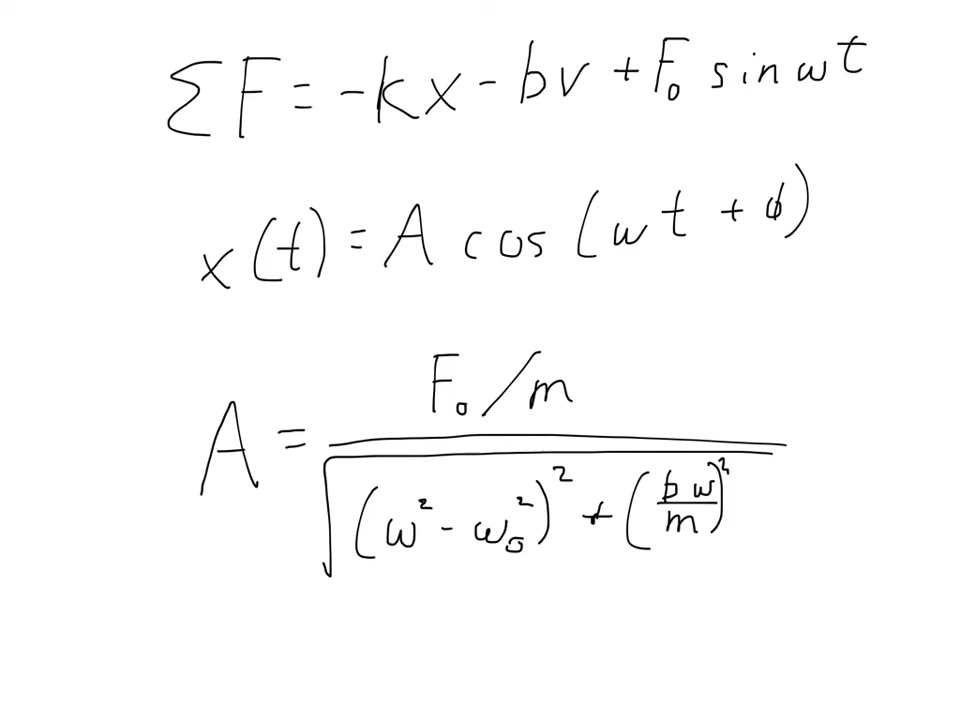 ΣF = -kx - bv + F₀ sin ωt
x(t) = A cos (ωt + ϕ)
A = F₀/m / √((ω² - ω₀²)² + (bω/m)²)